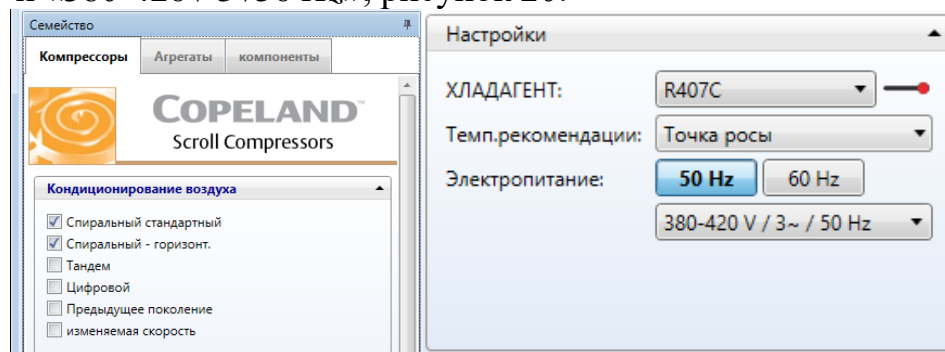 Семейство
Компрессоры Агрегаты компоненты
COPELAND™
Scroll Compressors
Кондиционирование воздуха
Спиральный стандартный
Спиральный - горизонт.
Тандем
Цифровой
Предыдущее поколение
изменяемая скорость
Настройки
ХЛАДАГЕНТ: R407C
Темп.рекомендации: Точка росы
Электропитание: 50 Hz 60 Hz
380-420 V / 3~ / 50 Hz